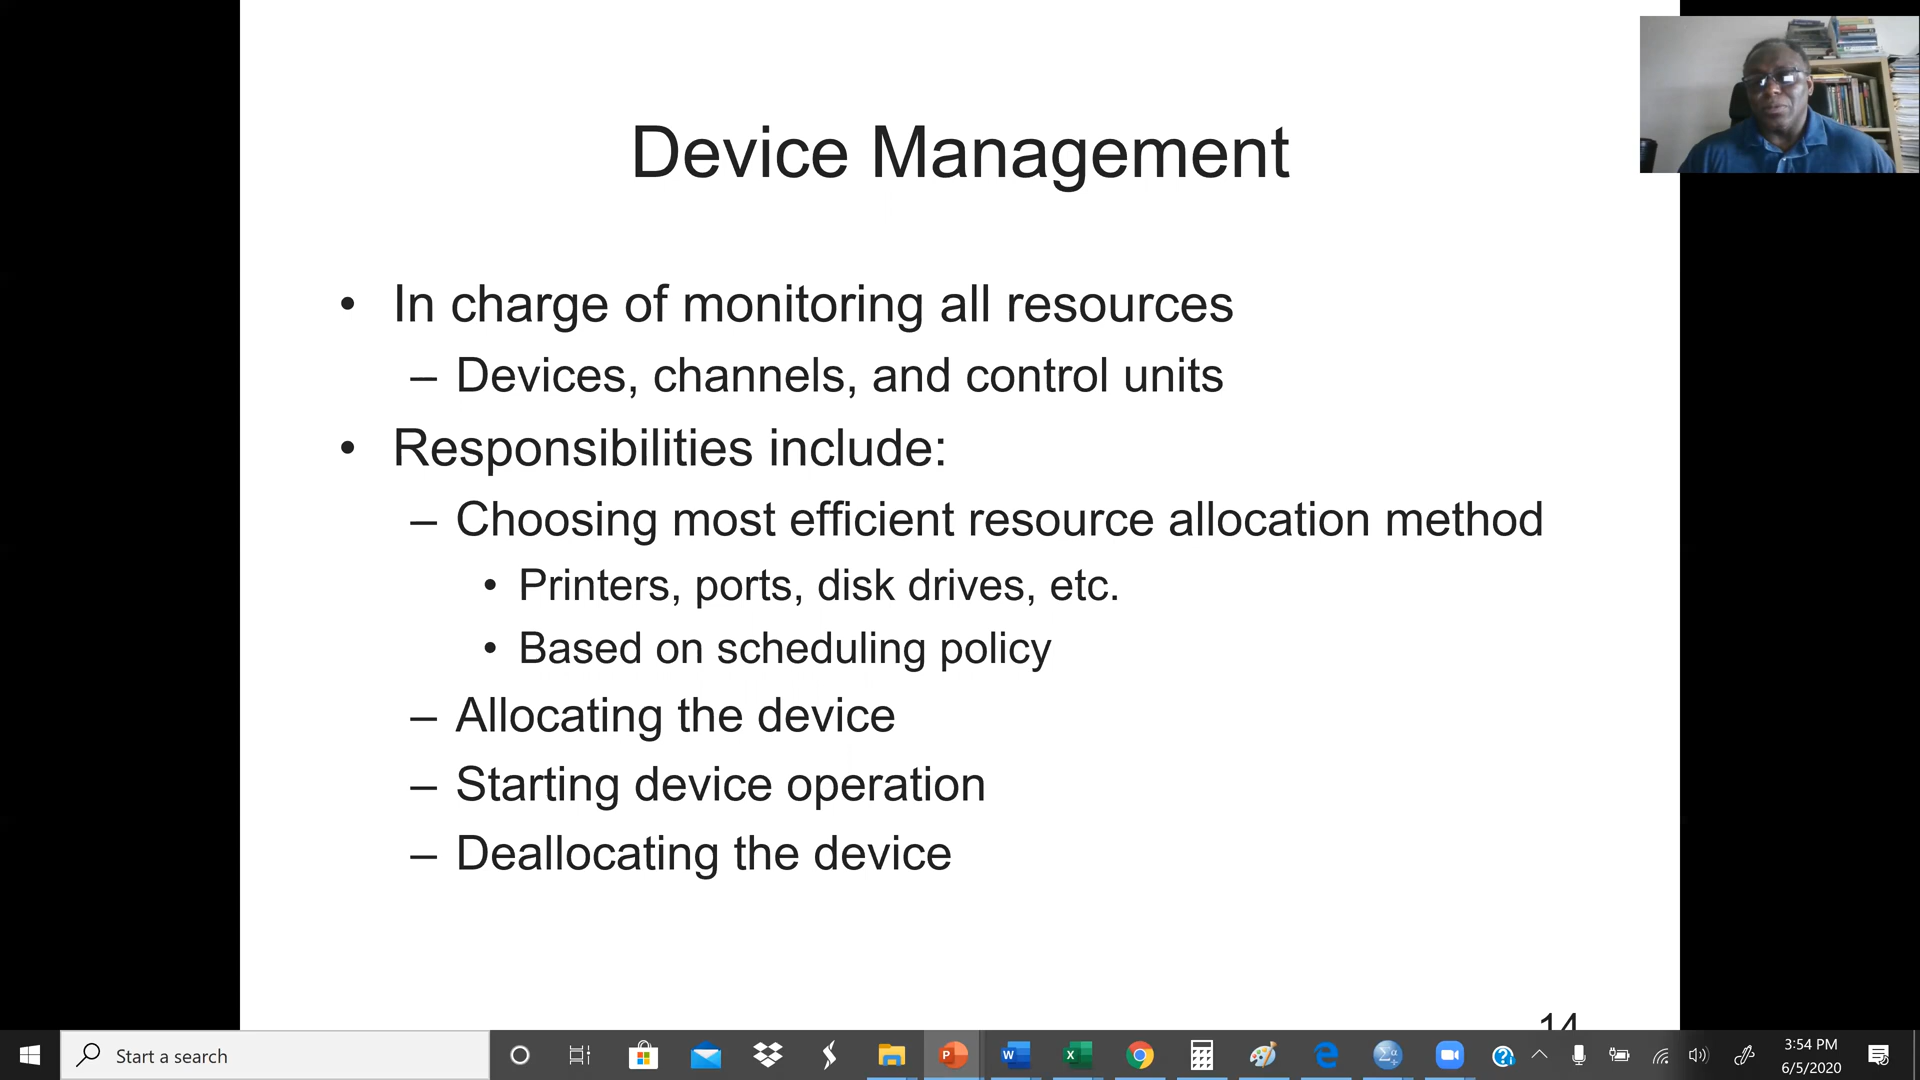 Device Management
• In charge of monitoring all resources
– Devices, channels, and control units
• Responsibilities include:
– Choosing most efficient resource allocation method
• Printers, ports, disk drives, etc.
• Based on scheduling policy
– Allocating the device
– Starting device operation
– Deallocating the device
14
Start a search
3:54 PM
6/5/2020